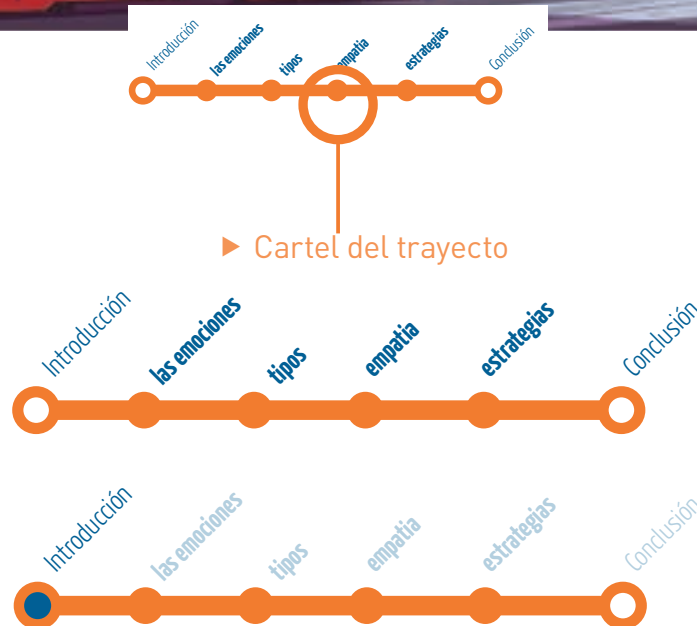 Introducción
las emociones
tipos
empatia
estrategias
Conclusión
Cartel del trayecto
Introducción
las emociones
tipos
empatia
estrategias
Conclusión
Introducción
las emociones
tipos
empatia
estrategias
Conclusión